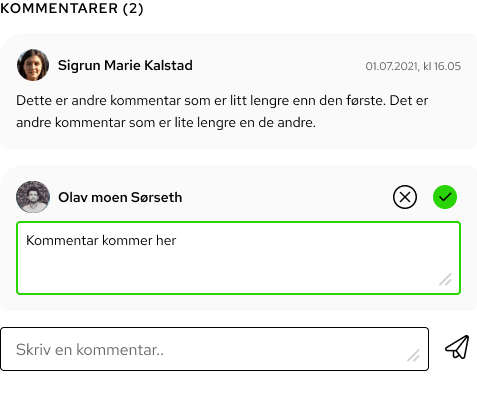 KOMMENTARER (2)
Sigrun Marie Kalstad
01.07.2021, kl 16.05
Dette er andre kommentar som er litt lengre enn den første. Det er
andre kommentar som er lite lengre en de andre.
Olav moen Sørseth
Kommentar kommer her
Skriv en kommentar..